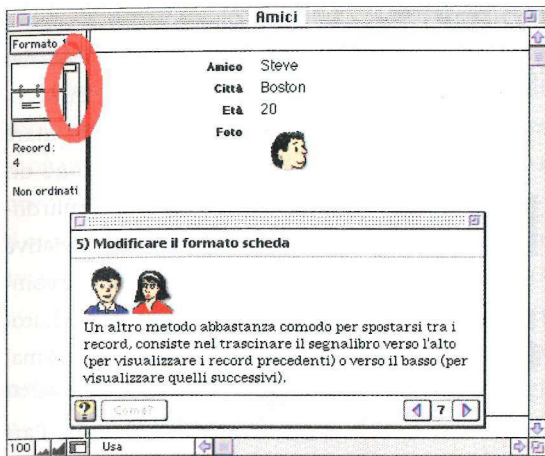 Amici
Formato 1
Amico Steve
Città Boston
Età 20
Foto
Record:
4
Non ordinati
5) Modificare il formato scheda
Un altro metodo abbastanza comodo per spostarsi tra i
record, consiste nel trascinare il segnalibro verso l'alto
(per visualizzare i record precedenti) o verso il basso (per
visualizzare quelli successivi).
? Come?
7
100 Usa